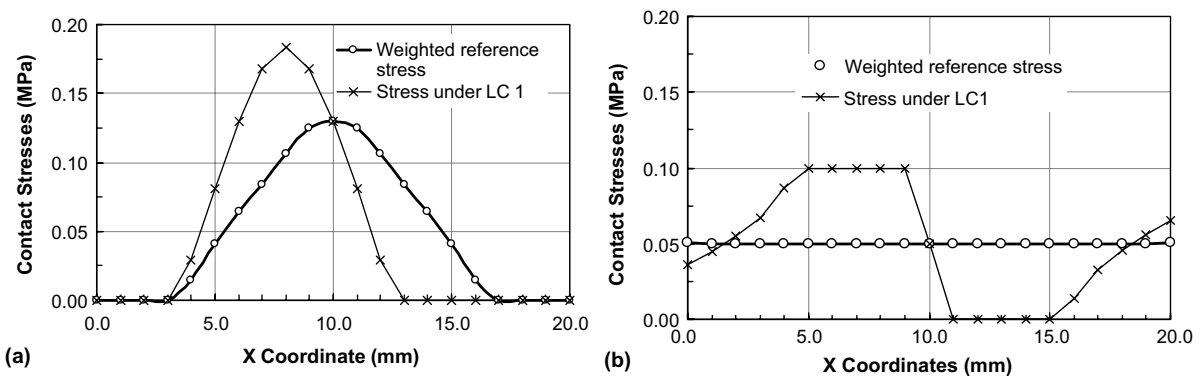 0.20
0.15
0.10
0.05
0.00
Contact Stresses (MPa)
Weighted reference
stress
Stress under LC 1
0.0
5.0
10.0
15.0
20.0
X Coordinate (mm)
(a)
0.20
0.15
0.10
0.05
0.00
Contact Stresses (MPa)
Weighted reference stress
Stress under LC1
0.0
5.0
10.0
15.0
20.0
X Coordinates (mm)
(b)